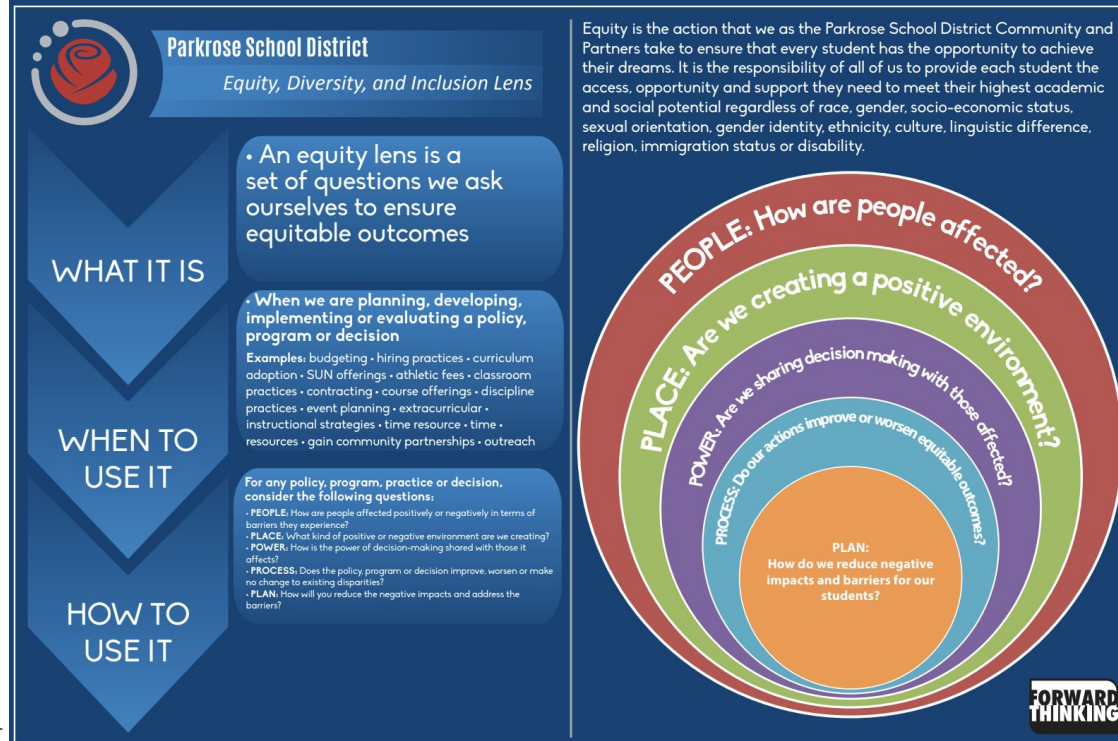 Parkrose School District
Equity, Diversity, and Inclusion Lens
WHAT IT IS
• An equity lens is a
set of questions we ask
ourselves to ensure
equitable outcomes
WHEN TO
USE IT
• When we are planning, developing,
implementing or evaluating a policy,
program or decision
Examples: budgeting • hiring practices • curriculum
adoption • SUN offerings • athletic fees • classroom
practices • contracting • course offerings • discipline
practices • event planning • extracurricular •
instructional strategies • time resource • time •
resources • gain community partnerships • outreach
HOW TO
USE IT
For any policy, program, practice or decision,
consider the following questions:
• PEOPLE: How are people affected positively or negatively in terms of
barriers they experience?
• PLACE: What kind of positive or negative environment are we creating?
• POWER: How is the power of decision-making shared with those it
affects?
• PROCESS: Does the policy, program or decision improve, worsen or make
no change to existing disparities?
• PLAN: How will you reduce the negative impacts and address the
barriers?
Equity is the action that we as the Parkrose School District Community and
Partners take to ensure that every student has the opportunity to achieve
their dreams. It is the responsibility of all of us to provide each student the
access, opportunity and support they need to meet their highest academic
and social potential regardless of race, gender, socio-economic status,
sexual orientation, gender identity, ethnicity, culture, linguistic difference,
religion, immigration status or disability.
PEOPLE: How are people affected?
PLACE: Are we creating a positive environment?
POWER: Are we sharing decision making with those affected?
PROCESS: Do our actions improve or worsen equitable outcomes?
PLAN:
How do we reduce negative
impacts and barriers for our
students?
FORWARD
THINKING